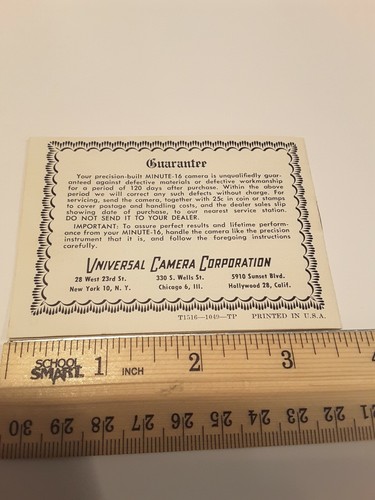 Guarantee
Your precision-built MINUTE-16 camera is unqualifiedly guar-
anteed against defective materials or defective workmanship
for a period of 120 days after purchase. Within the above
period we will correct any such defects without charge. For
servicing, send the camera, together with 25c in coin or stamps
to cover postage and handling costs, and the dealer sales slip
showing date of purchase, to our nearest service station.
DO NOT SEND IT TO YOUR DEALER.
IMPORTANT: To assure perfect results and lifetime perform-
ance from your MINUTE-16, handle the camera like the precision
instrument that it is, and follow the foregoing instructions
carefully.
UNIVERSAL CAMERA CORPORATION
28 West 23rd St. 330 S. Wells St. 5910 Sunset Blvd.
New York 10, N. Y. Chicago 6, Ill. Hollywood 28, Calif.
T1516—1049—TP PRINTED IN U.S.A.
SCHOOL SMART 1 INCH 2 3
30 29 28 27 26 25 24 23 22 21